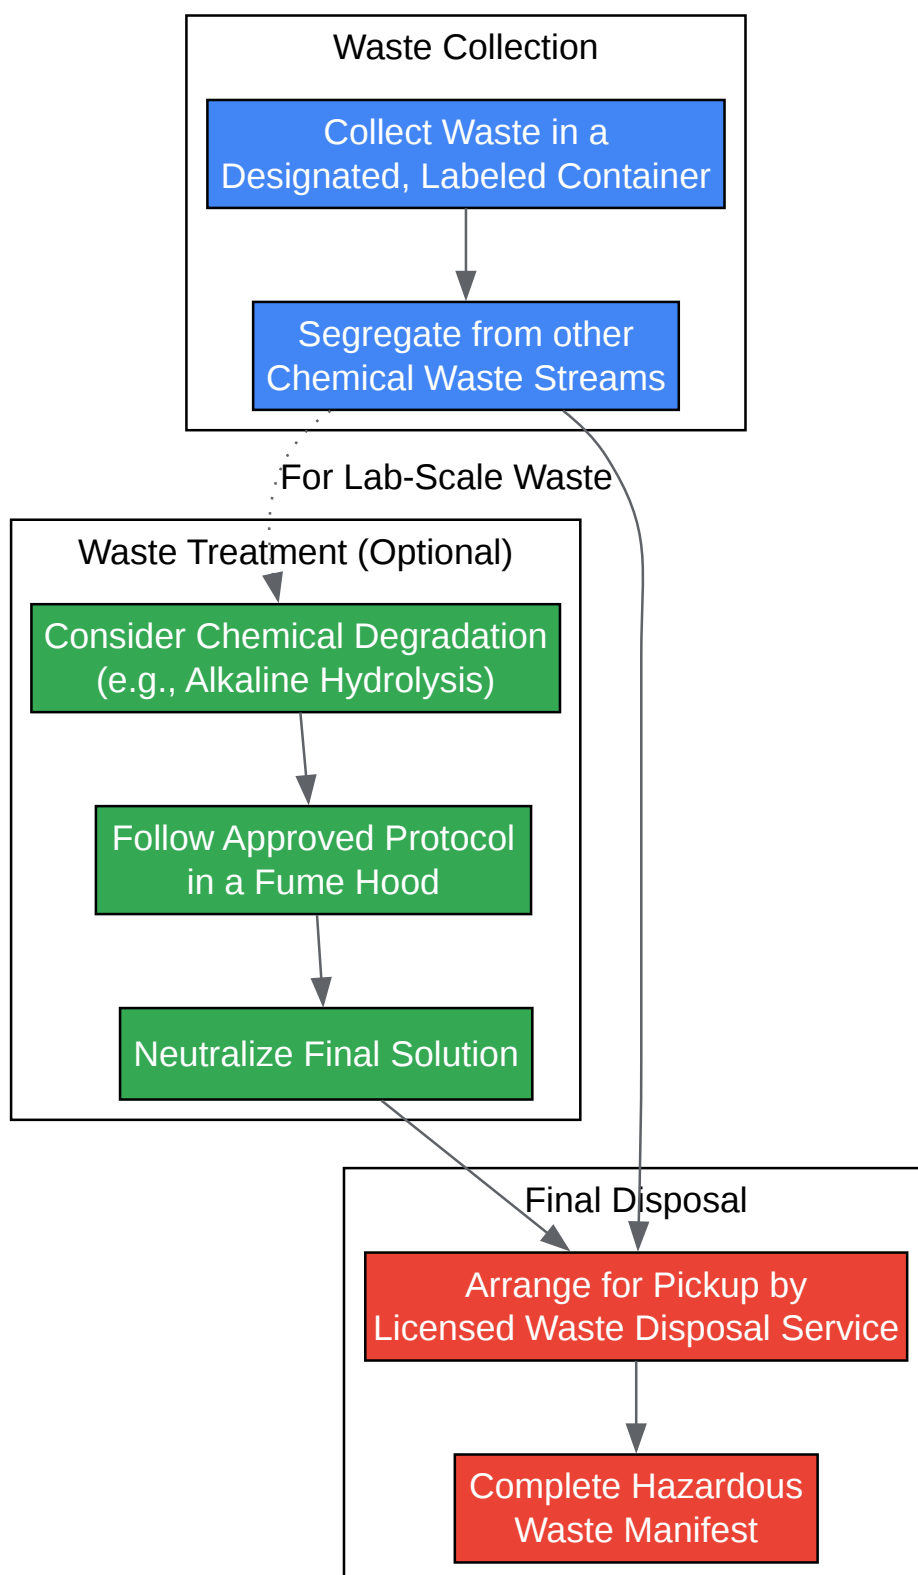 Waste Collection
Collect Waste in a
Designated, Labeled Container
Segregate from other
Chemical Waste Streams
For Lab-Scale Waste
Waste Treatment (Optional)
Consider Chemical Degradation
(e.g., Alkaline Hydrolysis)
Follow Approved Protocol
in a Fume Hood
Neutralize Final Solution
Final Disposal
Arrange for Pickup by
Licensed Waste Disposal Service
Complete Hazardous
Waste Manifest